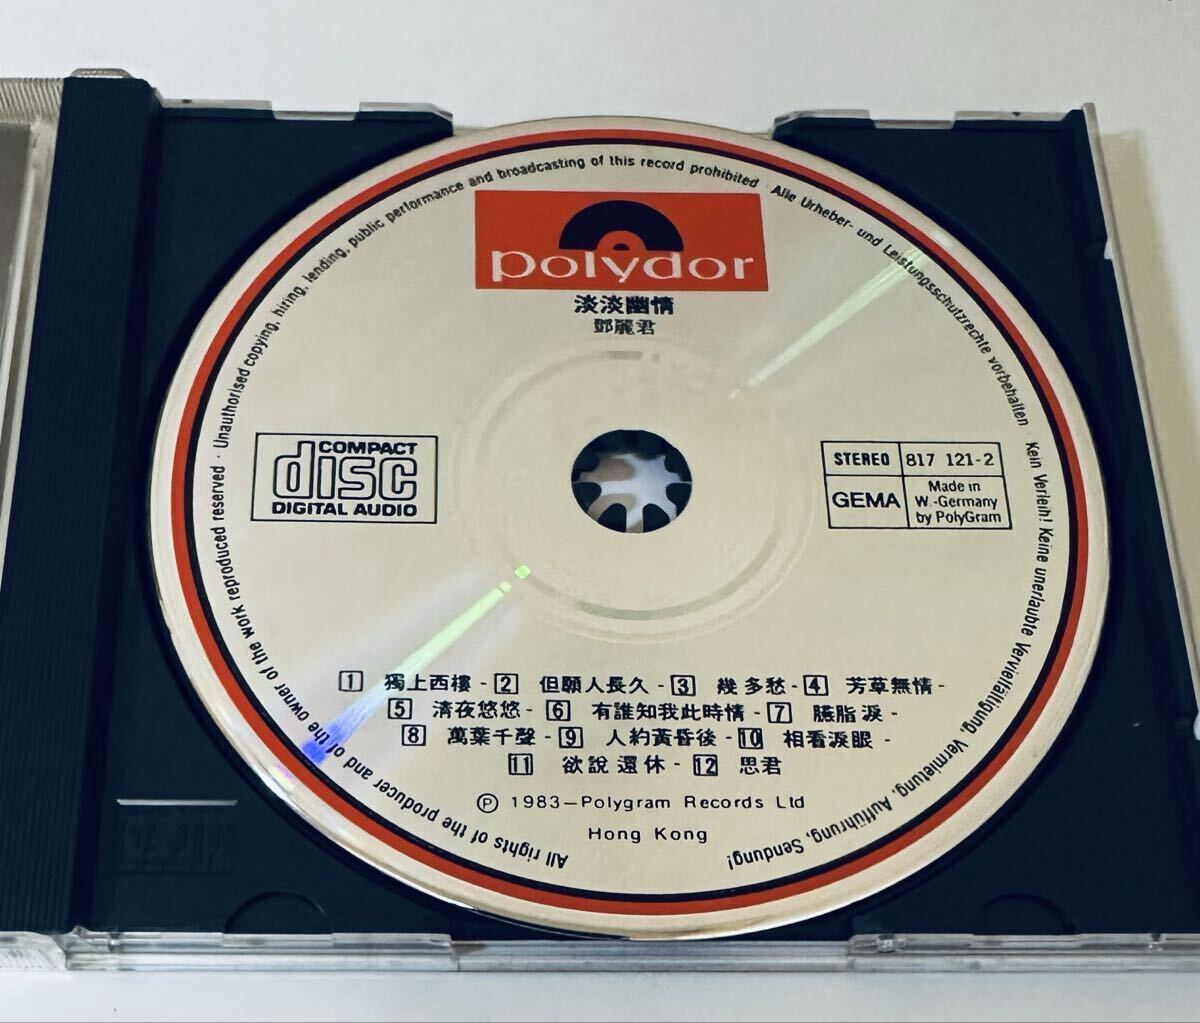 polydor
淡淡幽情
鄧麗君
COMPACT
disc
DIGITAL AUDIO
STEREO 817 121-2
GEMA Made in
W.-Germany
by PolyGram
1 獨上西樓 - 2 但願人長久 - 3 幾多愁 - 4 芳草無情 -
5 清夜悠悠 - 6 有誰知我此時情 - 7 臙脂淚 -
8 萬葉千聲 - 9 人約黃昏後 - 10 相看淚眼 -
11 欲說還休 - 12 思君
Ⓟ 1983—Polygram Records Ltd
Hong Kong
All rights of the producer and of the owner of the work reproduced reserved · Unauthorised copying, hiring, lending, public performance and broadcasting of this record prohibited · Alle Urheber- und Leistungsschutzrechte vorbehalten · Kein Verleih! Keine unerlaubte Vervielfältigung, Vermietung, Aufführung, Sendung!